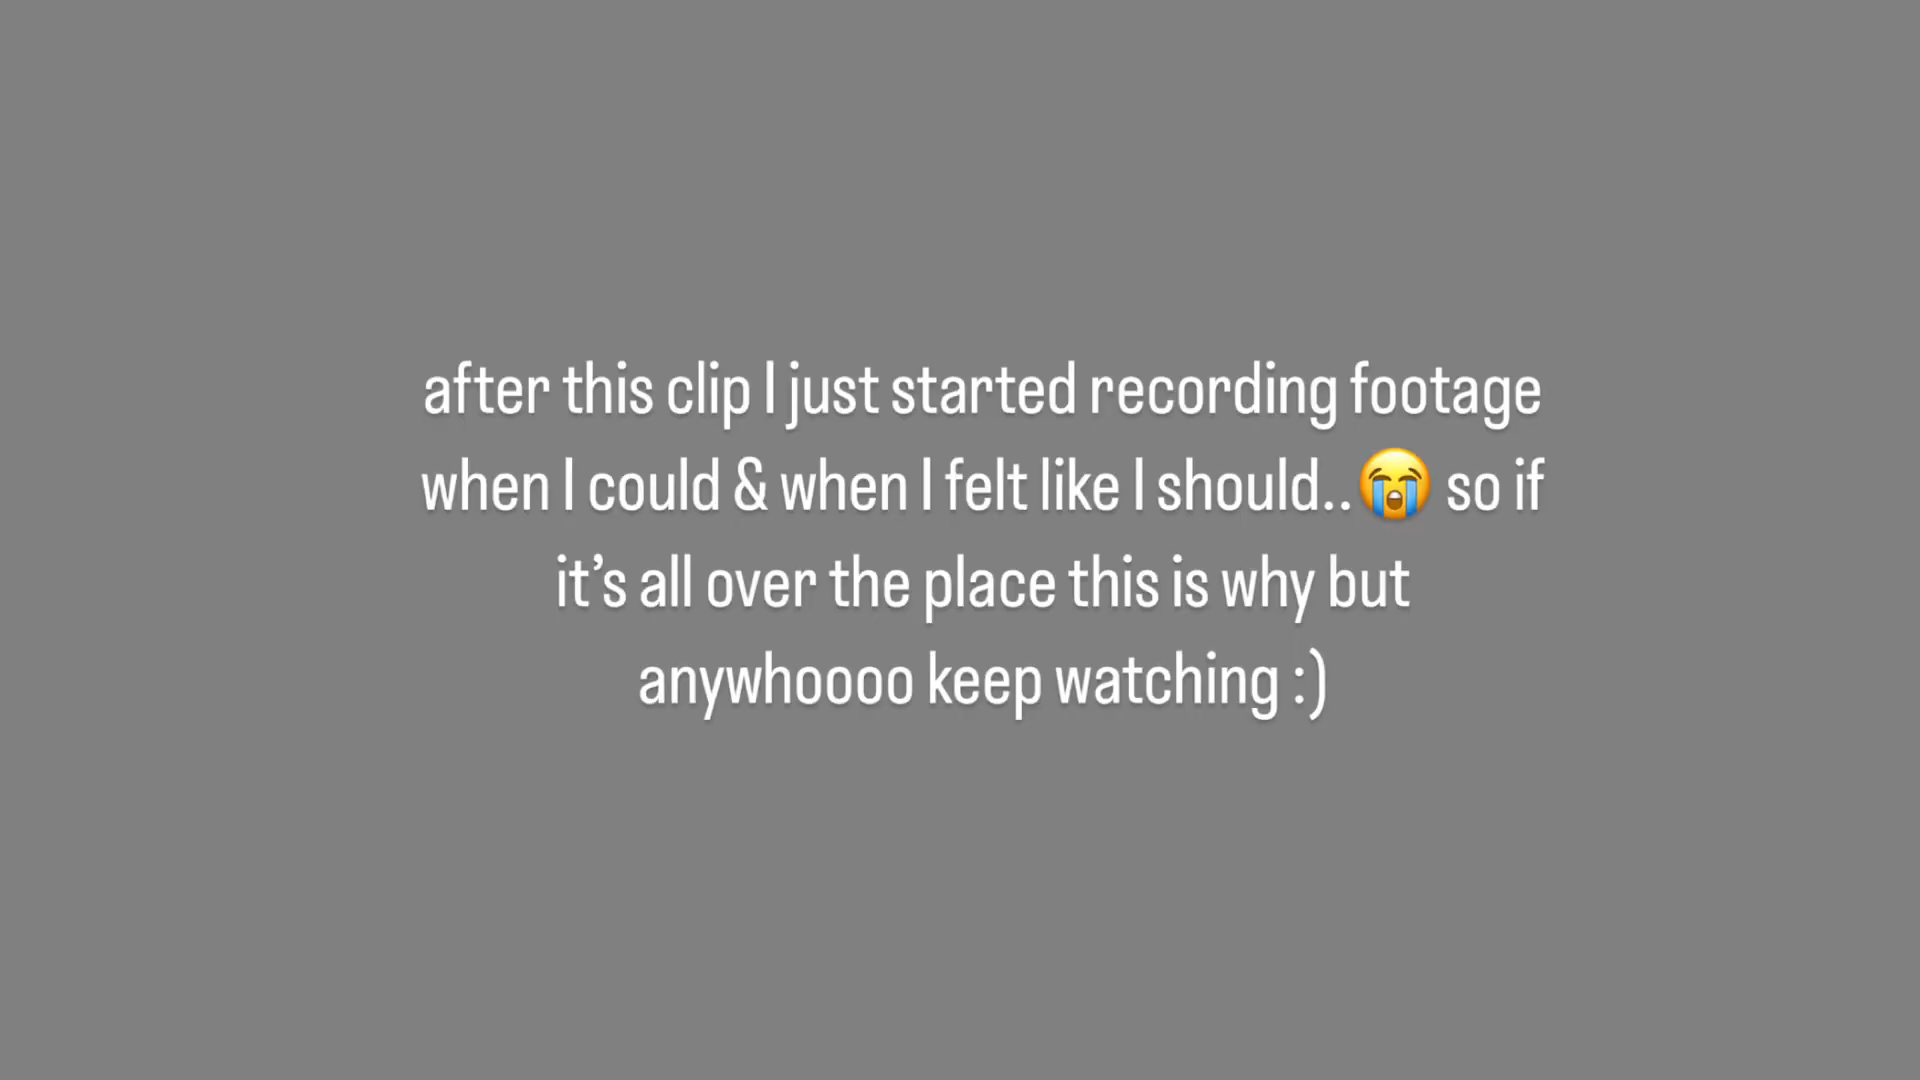 after this clip I just started recording footage
when I could & when I felt like I should..😭 so if
it’s all over the place this is why but
anywhoooo keep watching :)